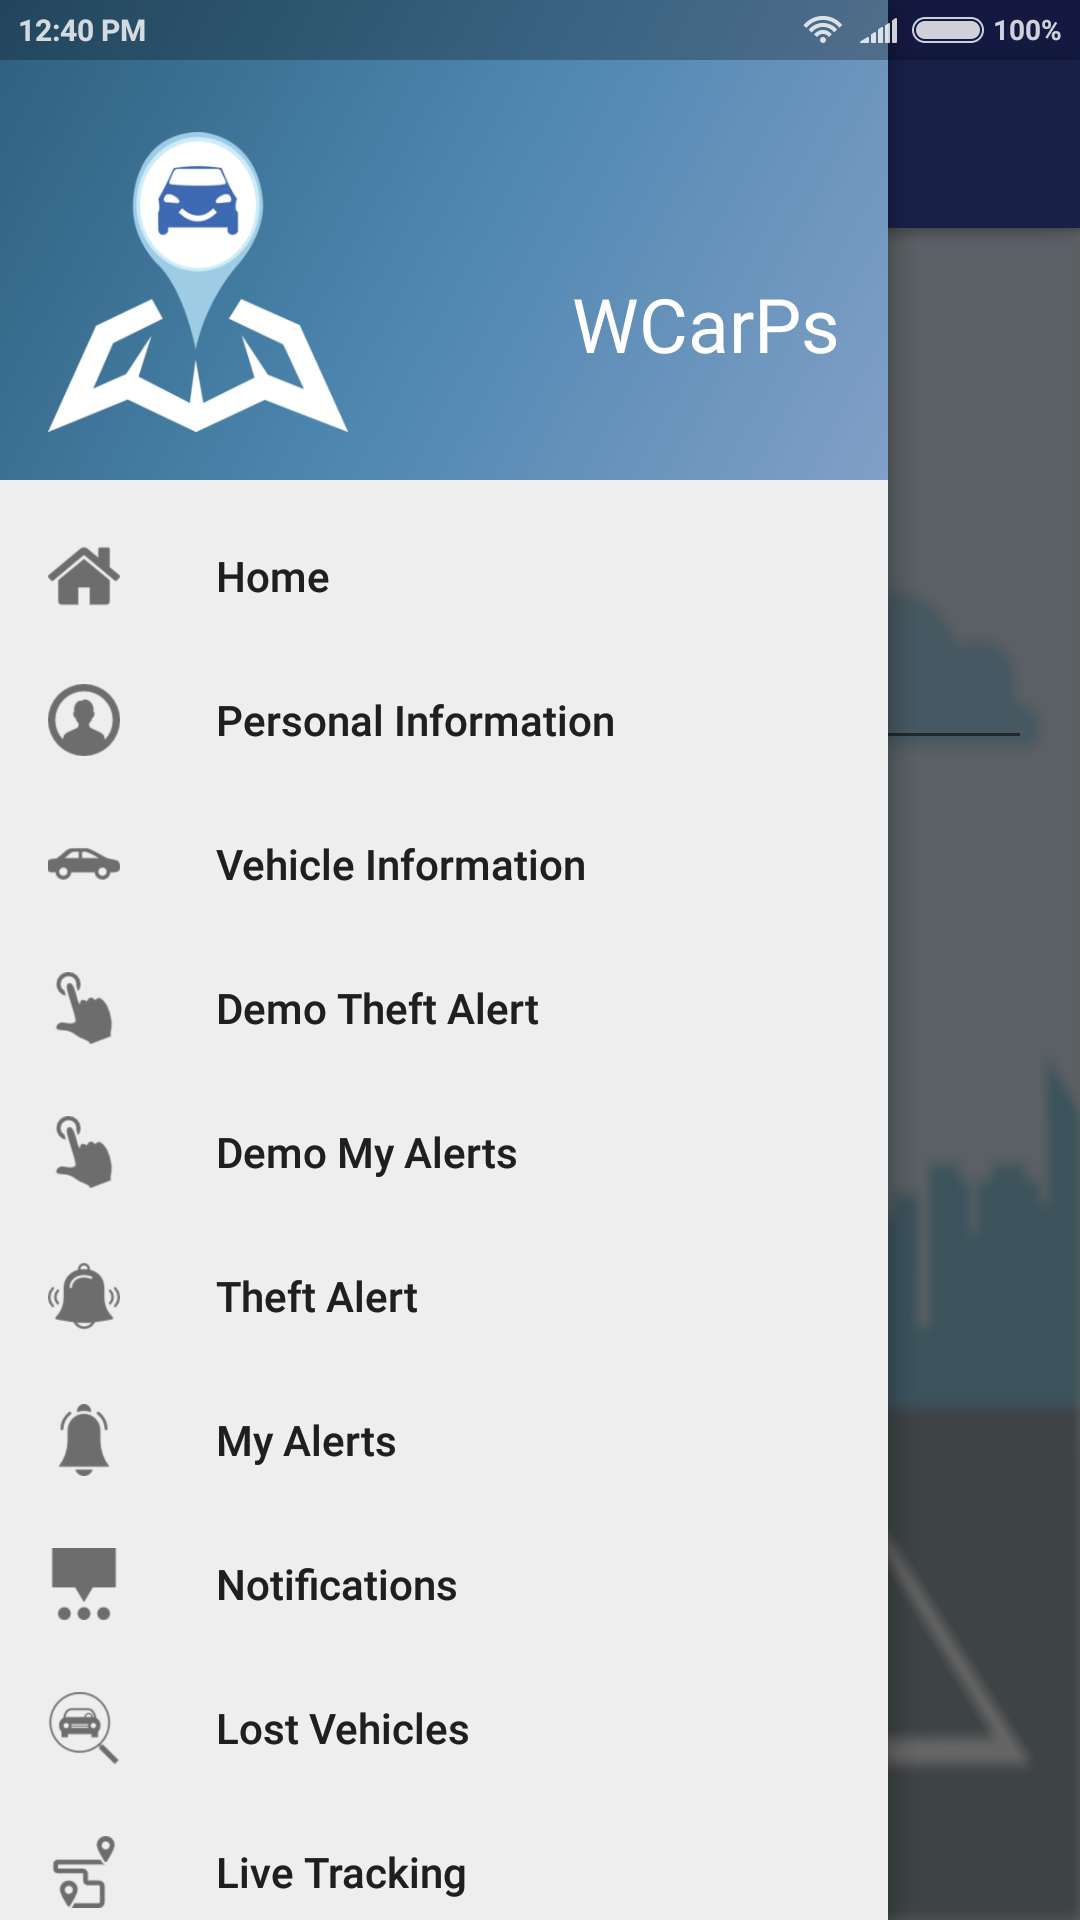 12:40 PM
100%
WCarPs
Home
Personal Information
Vehicle Information
Demo Theft Alert
Demo My Alerts
Theft Alert
My Alerts
Notifications
Lost Vehicles
Live Tracking